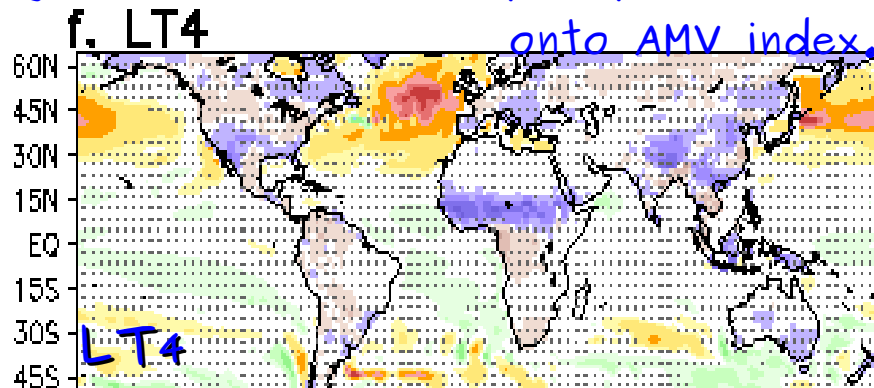 onto AMV index.
f. LT4
60N
45N
30N
15N
EQ
15S
30S
LT4
45S